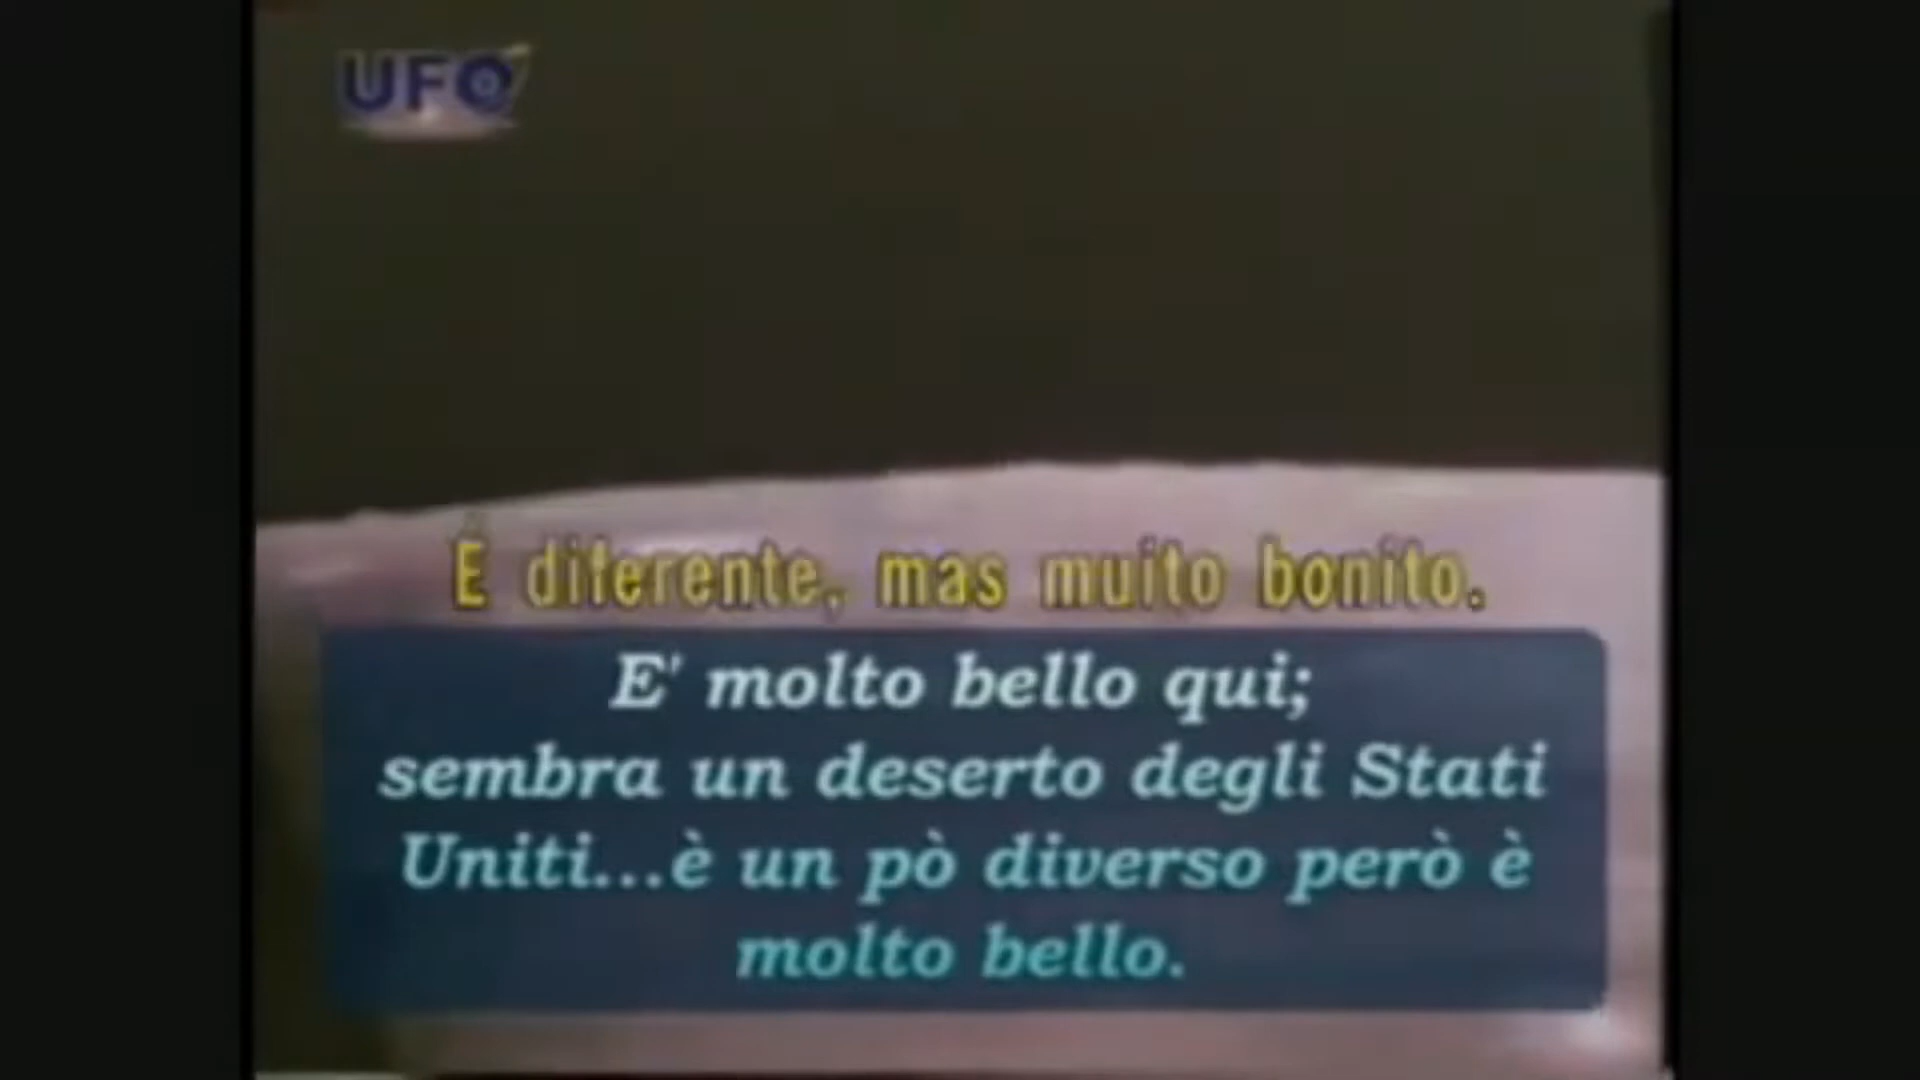 UFO
É diferente, mas muito bonito.
E' molto bello qui;
sembra un deserto degli Stati
Uniti...è un pò diverso però è
molto bello.